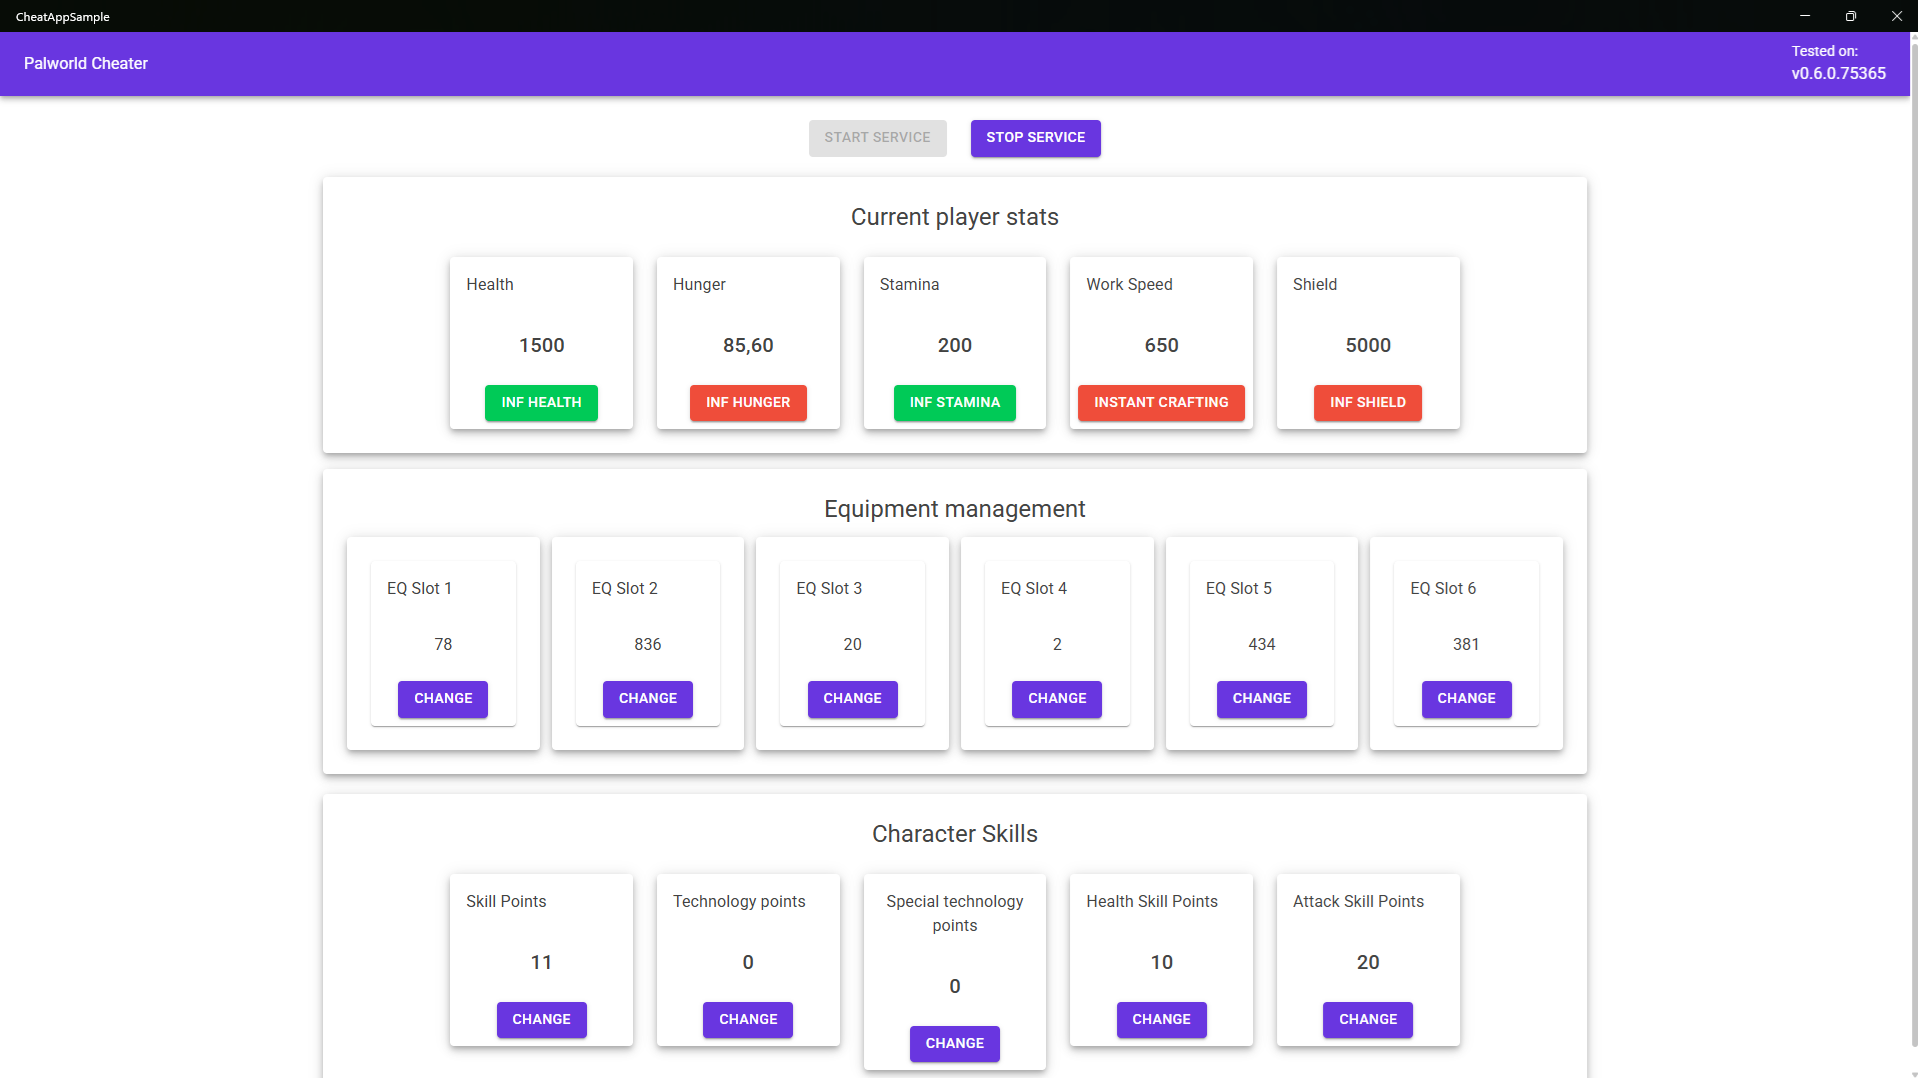 CheatAppSample
Palworld Cheater
Tested on:
v0.6.0.75365
START SERVICE
STOP SERVICE
Current player stats
Health
Hunger
Stamina
Work Speed
Shield
1500
85,60
200
650
5000
INF HEALTH
INF HUNGER
INF STAMINA
INSTANT CRAFTING
INF SHIELD
Equipment management
EQ Slot 1
EQ Slot 2
EQ Slot 3
EQ Slot 4
EQ Slot 5
EQ Slot 6
78
836
20
2
434
381
CHANGE
CHANGE
CHANGE
CHANGE
CHANGE
CHANGE
Character Skills
Skill Points
Technology points
Special technology
points
Health Skill Points
Attack Skill Points
11
0
0
10
20
CHANGE
CHANGE
CHANGE
CHANGE
CHANGE